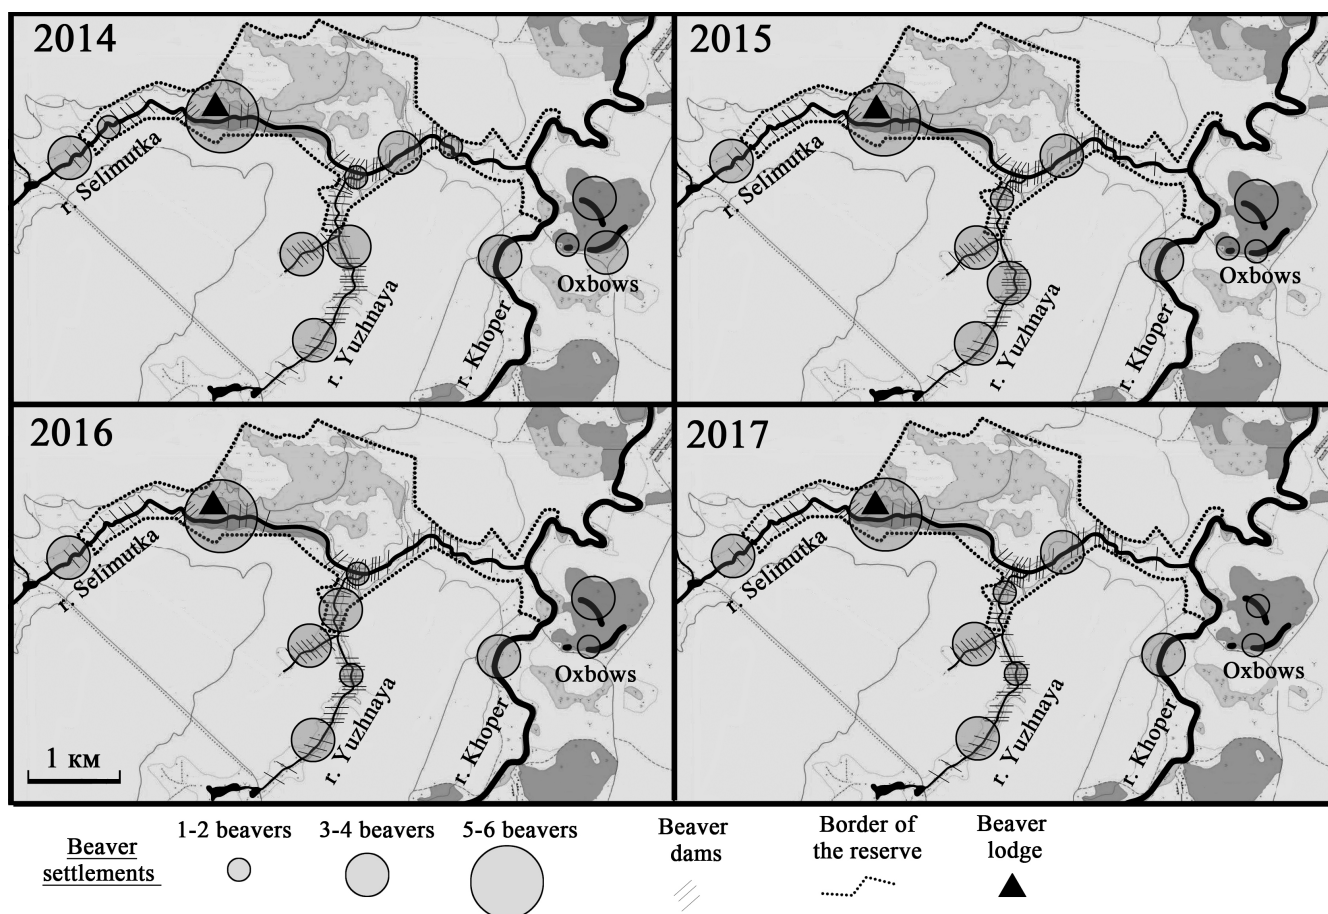 2014
r. Selimutka
r. Yuzhnaya
r. Khoper
Oxbows
2015
r. Selimutka
r. Yuzhnaya
r. Khoper
Oxbows
2016
r. Selimutka
r. Yuzhnaya
r. Khoper
Oxbows
1 км
2017
r. Selimutka
r. Yuzhnaya
r. Khoper
Oxbows
Beaver
settlements
1-2 beavers
3-4 beavers
5-6 beavers
Beaver
dams
Border of
the reserve
Beaver
lodge